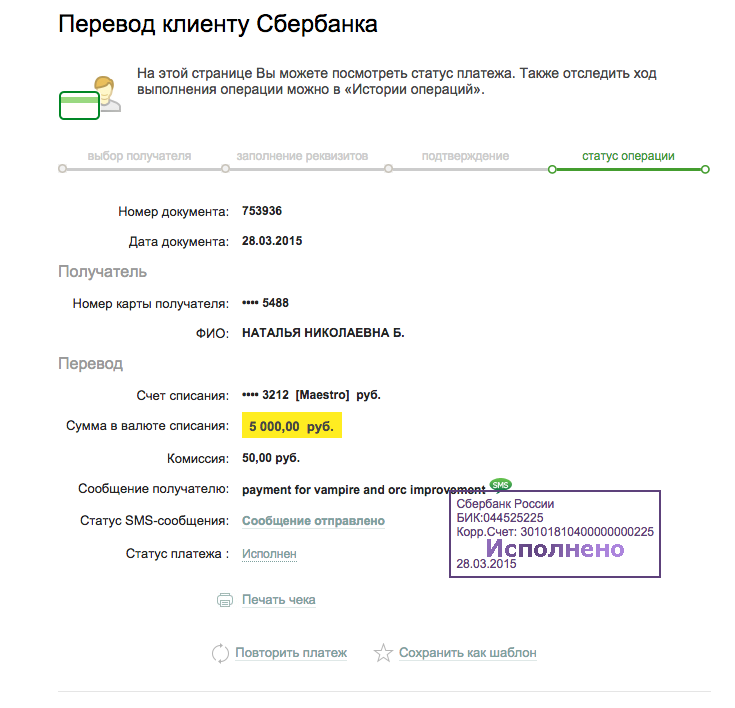 Перевод клиенту Сбербанка
На этой странице Вы можете посмотреть статус платежа. Также отследить ход
выполнения операции можно в «Истории операций».
выбор получателя заполнение реквизитов подтверждение статус операции
Номер документа: 753936
Дата документа: 28.03.2015
Получатель
Номер карты получателя: •••• 5488
ФИО: НАТАЛЬЯ НИКОЛАЕВНА Б.
Перевод
Счет списания: •••• 3212 [Maestro] руб.
Сумма в валюте списания: 5 000,00 руб.
Комиссия: 50,00 руб.
Сообщение получателю: payment for vampire and orc improvement SMS
Статус SMS-сообщения: Сообщение отправлено
Статус платежа : Исполнен
Сбербанк России
БИК:044525225
Корр.Счет: 30101810400000000225
Исполнено
28.03.2015
Печать чека
Повторить платеж Сохранить как шаблон